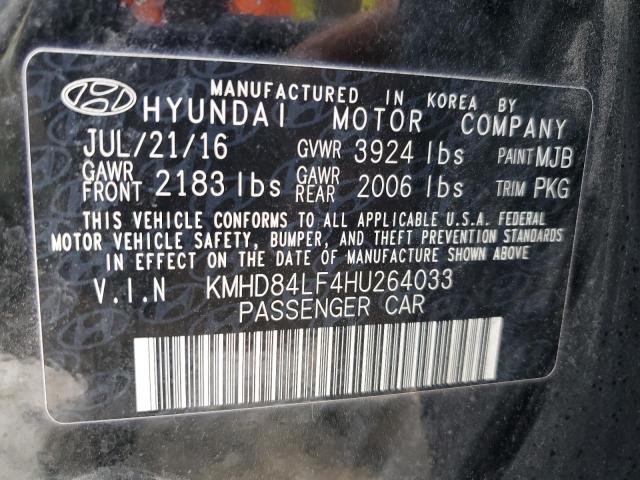 MANUFACTURED IN KOREA BY
HYUNDAI MOTOR COMPANY
JUL/21/16 GVWR 3924 lbs PAINT MJB
GAWR FRONT 2183 lbs GAWR REAR 2006 lbs TRIM PKG
THIS VEHICLE CONFORMS TO ALL APPLICABLE U.S.A. FEDERAL
MOTOR VEHICLE SAFETY, BUMPER, AND THEFT PREVENTION STANDARDS
IN EFFECT ON THE DATE OF MANUFACTURE SHOWN ABOVE
V.I.N KMHD84LF4HU264033
PASSENGER CAR